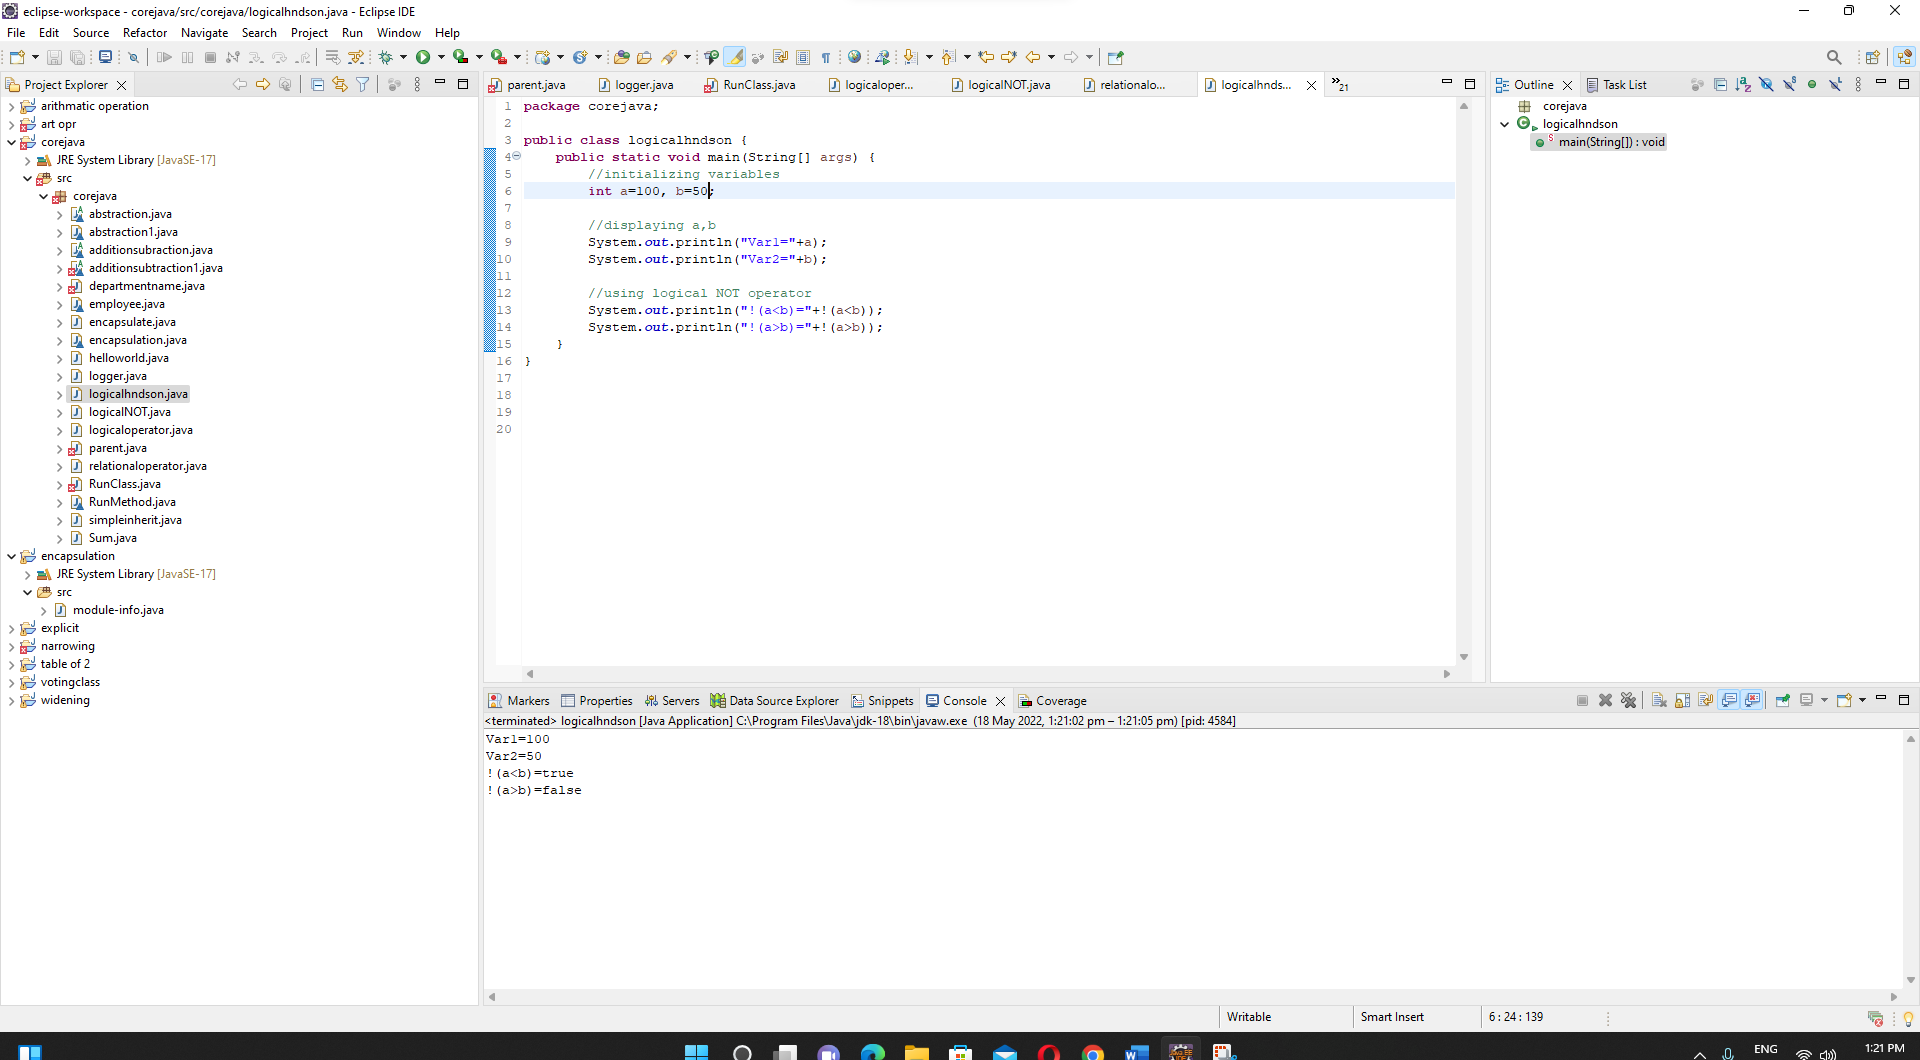 eclipse-workspace - corejava/src/corejava/logicalhndson.java - Eclipse IDE
File Edit Source Refactor Navigate Search Project Run Window Help
Project Explorer
arithmatic operation
art opr
corejava
JRE System Library [JavaSE-17]
src
corejava
abstraction.java
abstraction1.java
additionsubraction.java
additionsubtraction1.java
departmentname.java
employee.java
encapsulate.java
encapsulation.java
helloworld.java
logger.java
logicalhndson.java
logicalNOT.java
logicaloperator.java
parent.java
relationaloperator.java
RunClass.java
RunMethod.java
simpleinherit.java
Sum.java
encapsulation
JRE System Library [JavaSE-17]
src
module-info.java
explicit
narrowing
table of 2
votingclass
widening
parent.java logger.java RunClass.java logicaloper... logicalNOT.java relationalo... logicalhnds... »21
1 package corejava;
2
3 public class logicalhndson {
4 public static void main(String[] args) {
5 //initializing variables
6 int a=100, b=50;
7
8 //displaying a,b
9 System.out.println("Var1="+a);
10 System.out.println("Var2="+b);
11
12 //using logical NOT operator
13 System.out.println("!(a<b)="+!(a<b));
14 System.out.println("!(a>b)="+!(a>b));
15 }
16 }
17
18
19
20
Outline Task List
corejava
logicalhndson
main(String[]) : void
Markers Properties Servers Data Source Explorer Snippets Console Coverage
<terminated> logicalhndson [Java Application] C:\Program Files\Java\jdk-18\bin\javaw.exe (18 May 2022, 1:21:02 pm – 1:21:05 pm) [pid: 4584]
Var1=100
Var2=50
!(a<b)=true
!(a>b)=false
Writable Smart Insert 6 : 24 : 139
ENG 1:21 PM